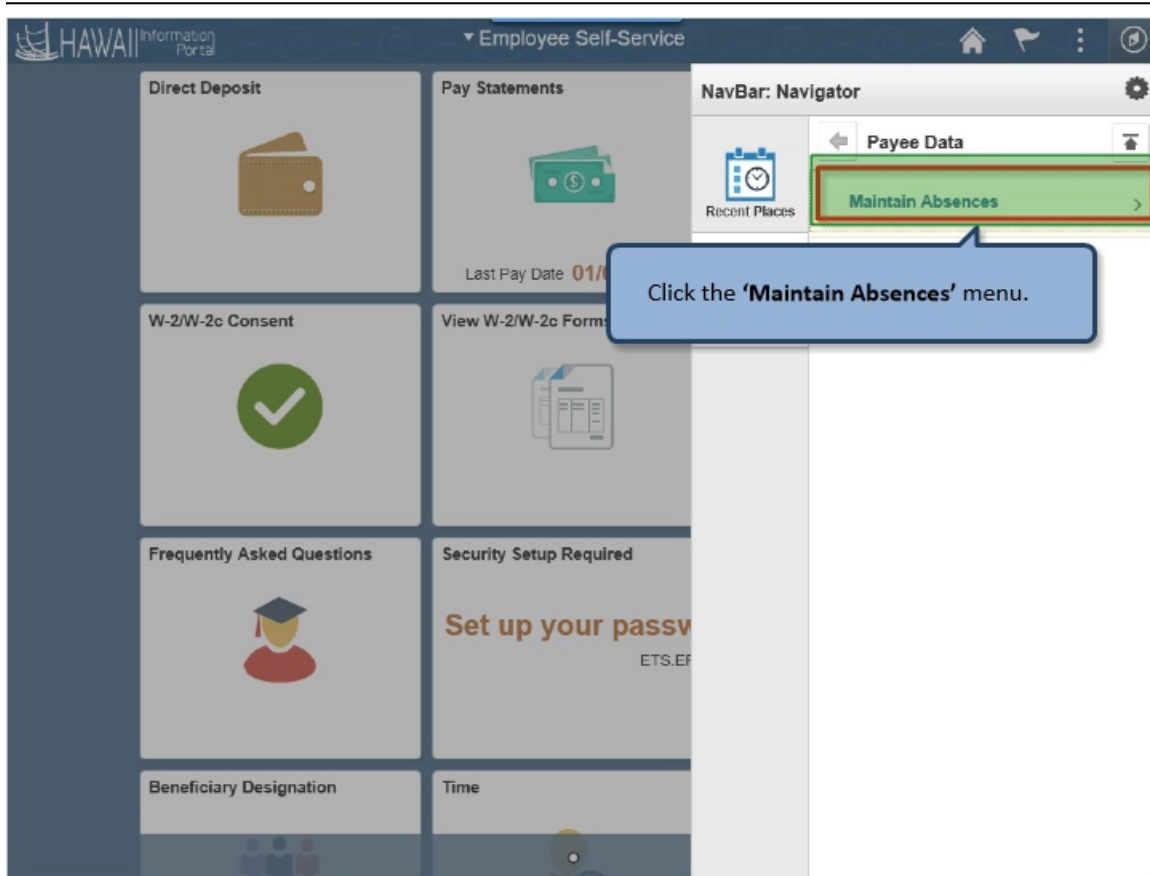 HAWAII Information Portal
Employee Self-Service
Direct Deposit
Pay Statements
Last Pay Date 01/
NavBar: Navigator
Recent Places
Payee Data
Maintain Absences
Click the ‘Maintain Absences’ menu.
W-2/W-2c Consent
View W-2/W-2c Forms
Frequently Asked Questions
Security Setup Required
Set up your passw
ETS.E
Beneficiary Designation
Time